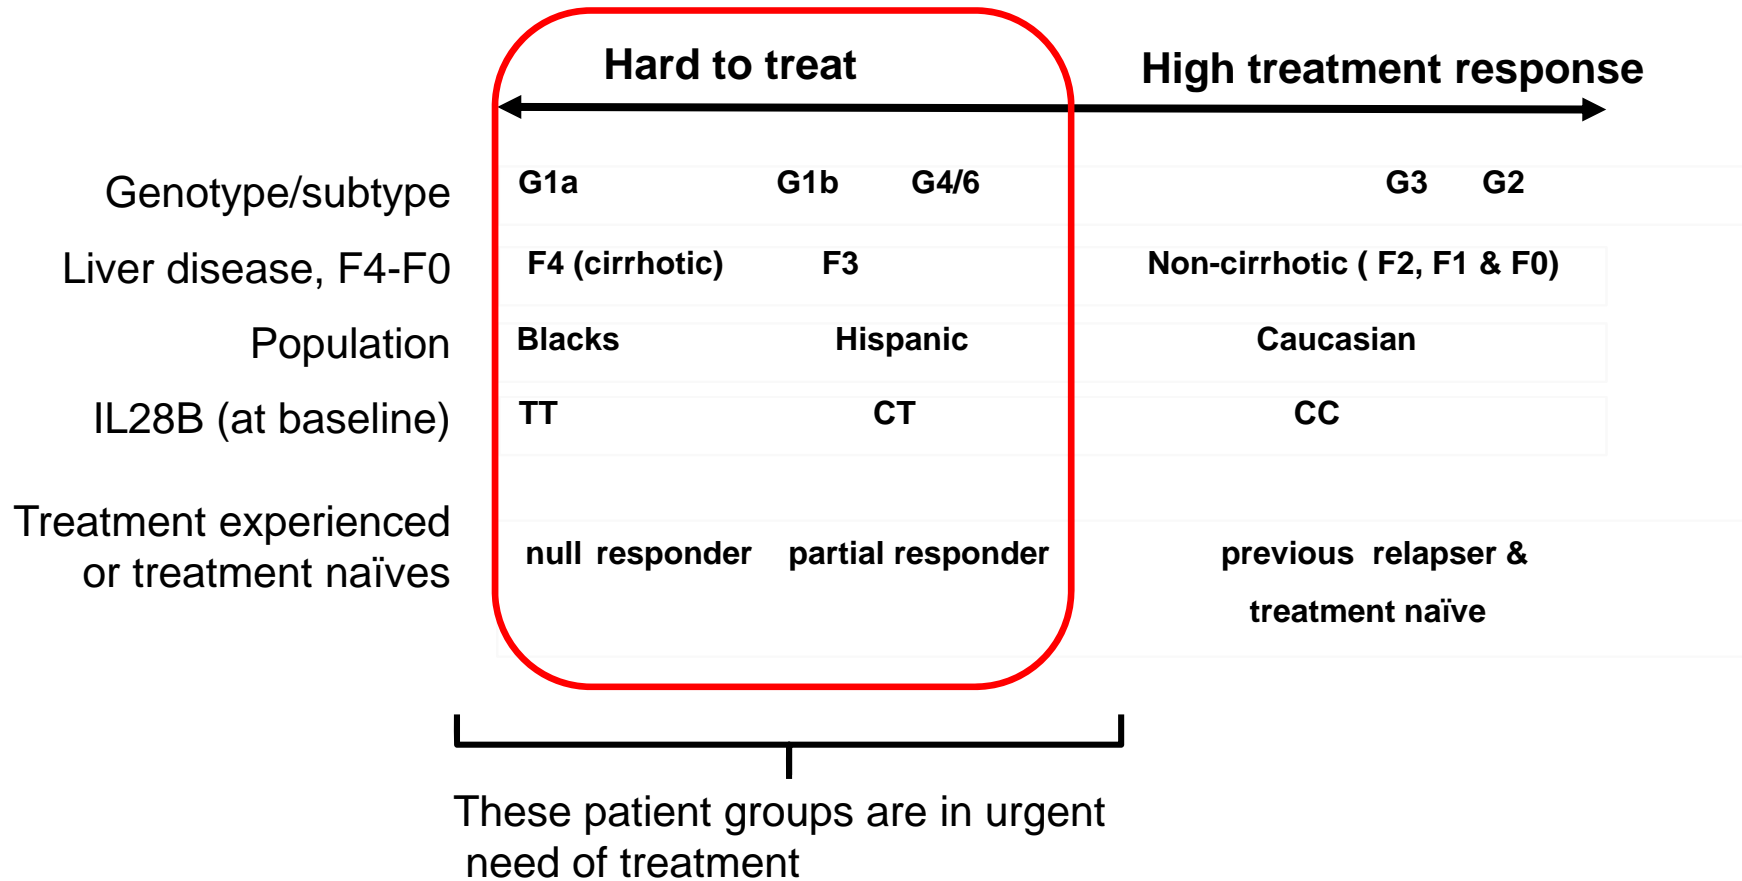 Hard to treat
High treatment response
Genotype/subtype G1a G1b G4/6 G3 G2
Liver disease, F4-F0 F4 (cirrhotic) F3 Non-cirrhotic ( F2, F1 & F0)
Population Blacks Hispanic Caucasian
IL28B (at baseline) TT CT CC
Treatment experienced
or treatment naïves
null responder partial responder previous relapser &
treatment naïve
These patient groups are in urgent
need of treatment